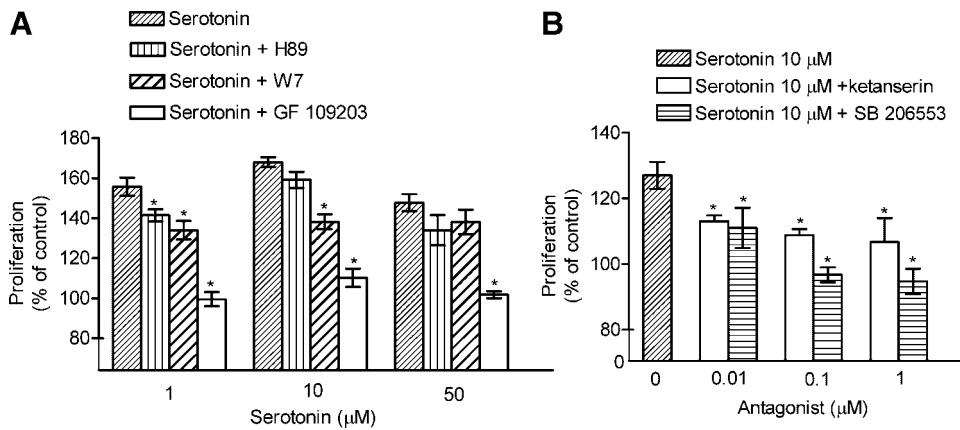 A
Serotonin
Serotonin + H89
Serotonin + W7
Serotonin + GF 109203
Proliferation
(% of control)
180
160
140
120
100
80
*
*
*
*
*
*
1
10
50
Serotonin (µM)
B
Serotonin 10 µM
Serotonin 10 µM +ketanserin
Serotonin 10 µM + SB 206553
Proliferation
(% of control)
140
120
100
80
0
*
*
*
*
*
*
0
0.01
0.1
1
Antagonist (µM)